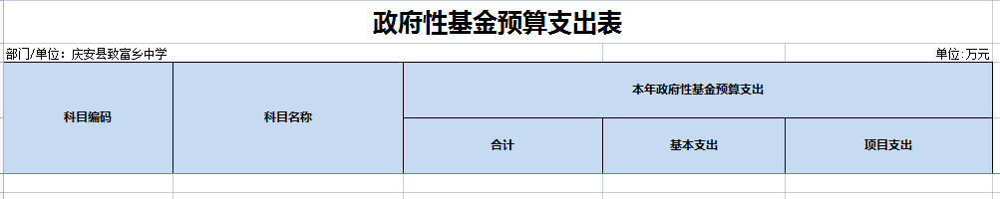 政府性基金预算支出表
部门/单位：庆安县致富乡中学 单位:万元
科目编码 科目名称 本年政府性基金预算支出
合计 基本支出 项目支出